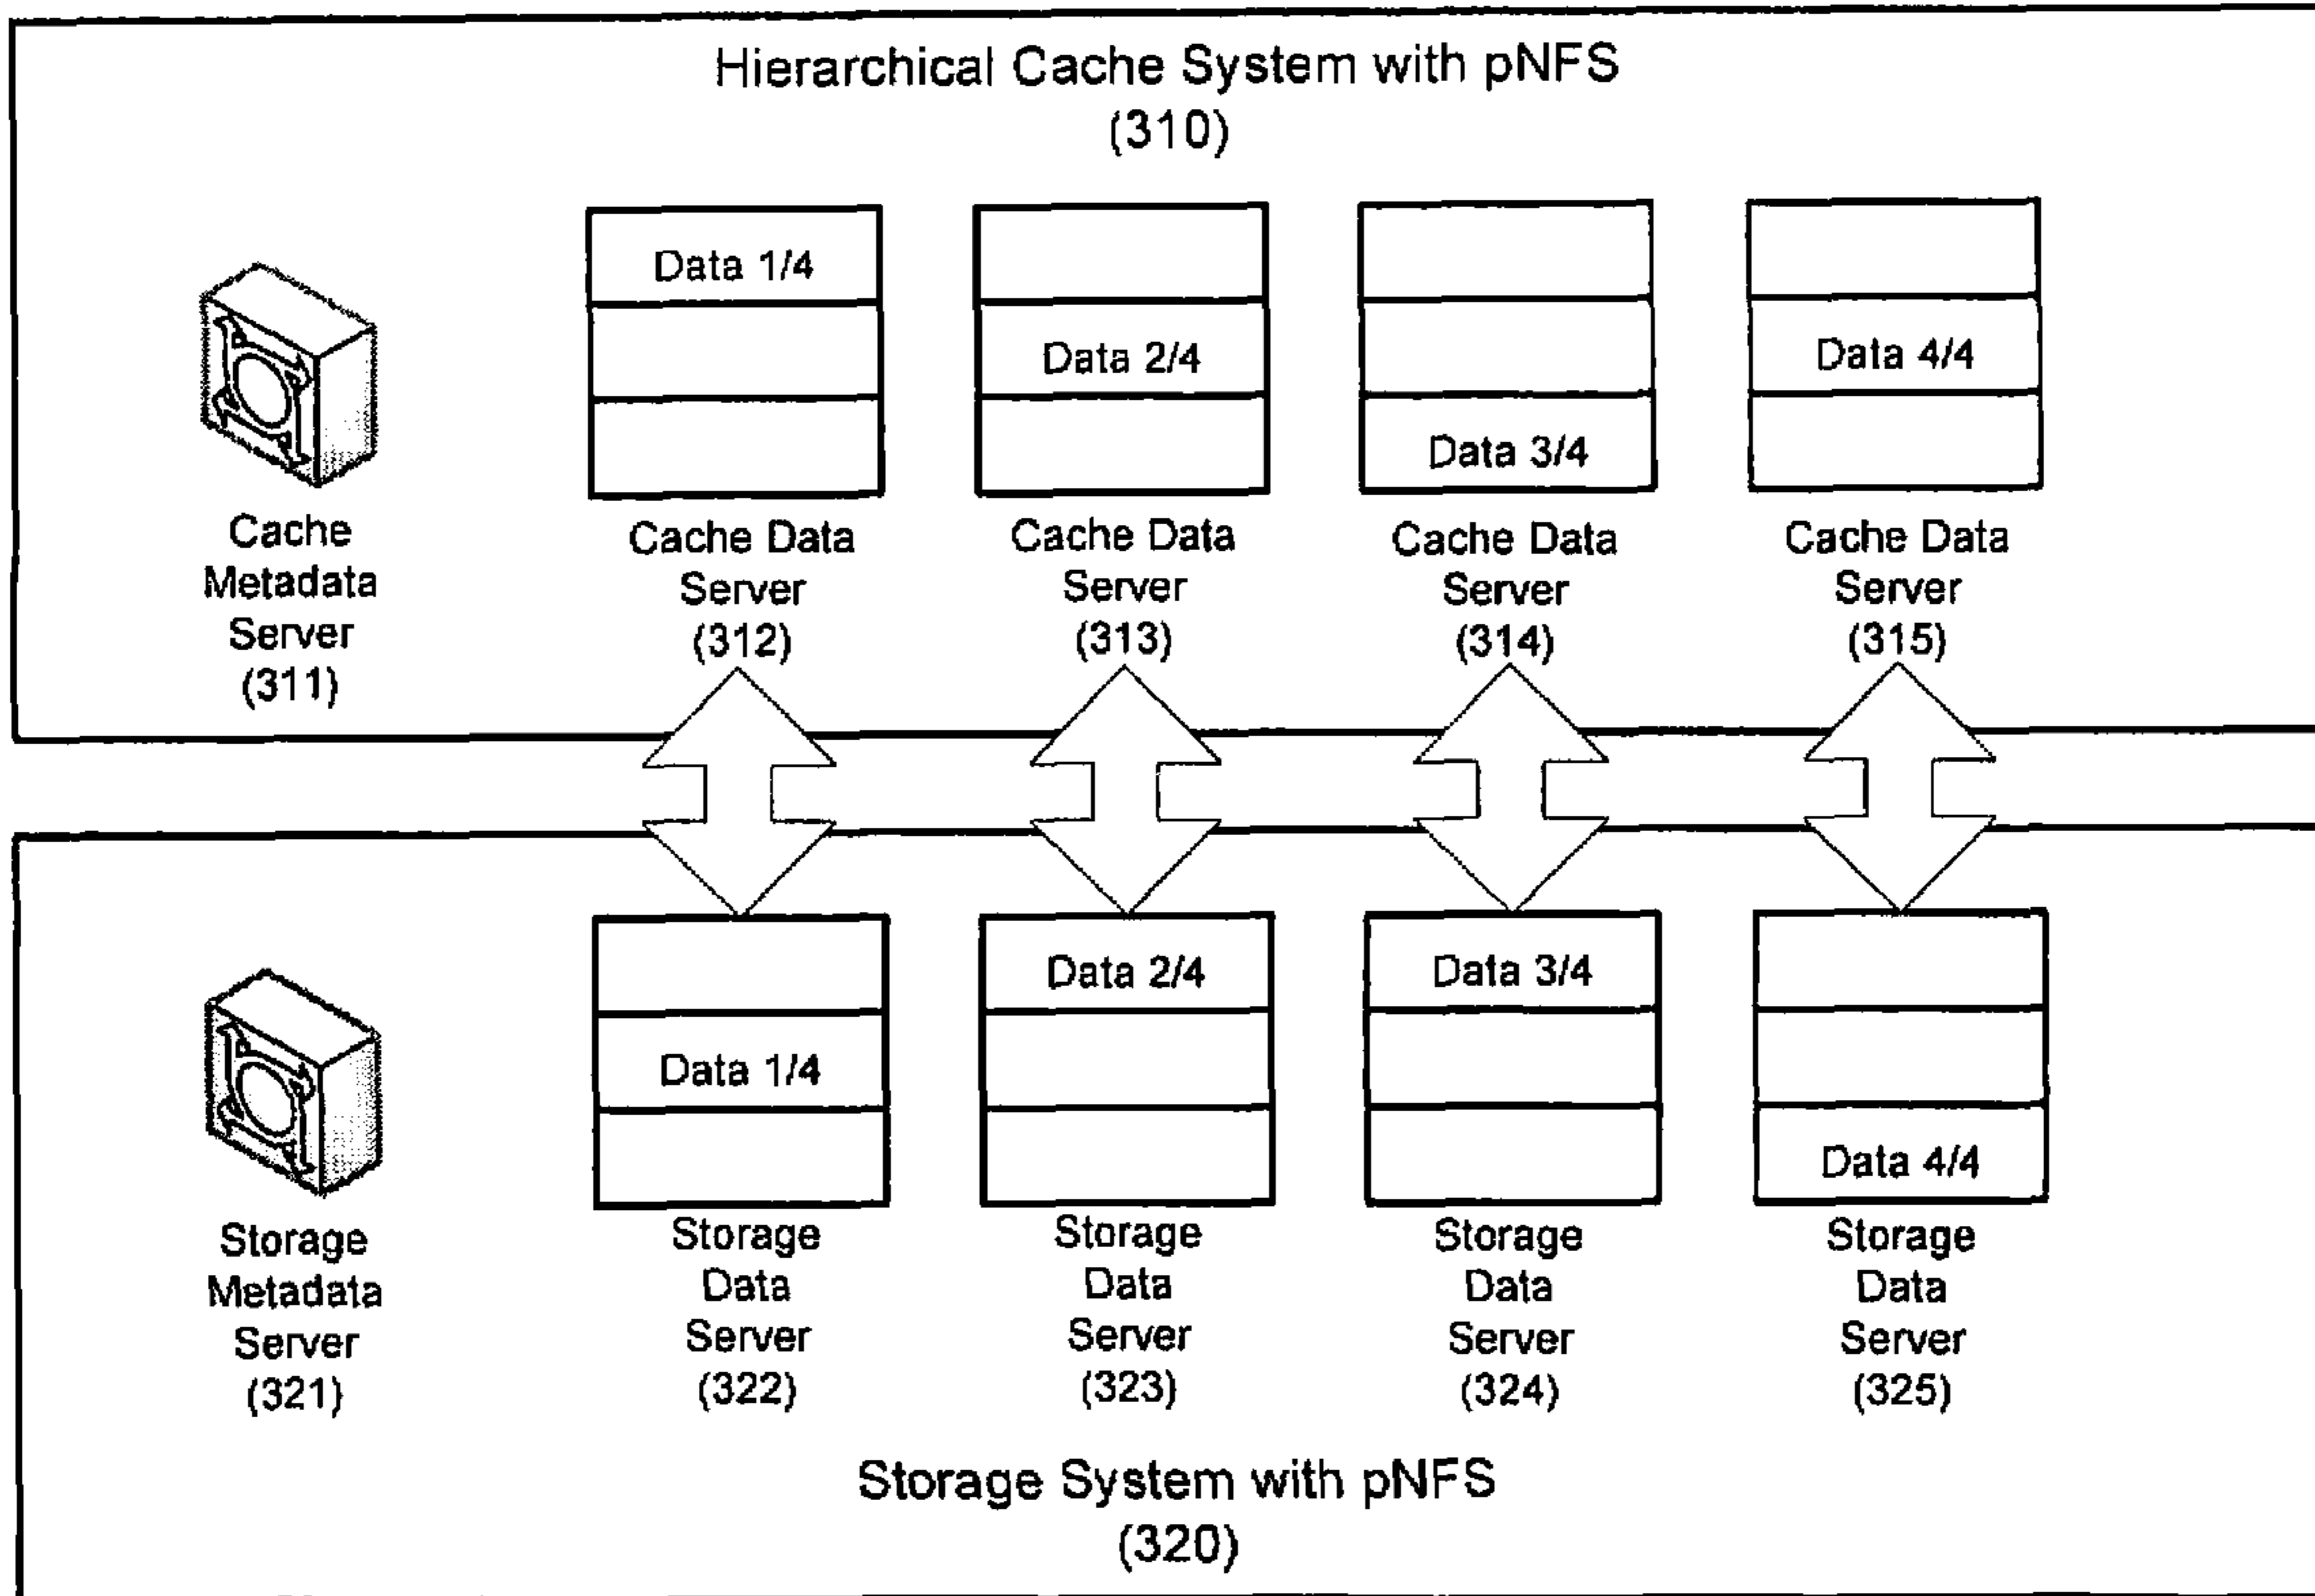 Hierarchical Cache System with pNFS
(310)
Data 1/4
Data 2/4
Data 4/4
Data 3/4
Cache
Metadata
Server
(311)
Cache Data
Server
(312)
Cache Data
Server
(313)
Cache Data
Server
(314)
Cache Data
Server
(315)
Data 2/4
Data 3/4
Data 1/4
Data 4/4
Storage
Metadata
Server
(321)
Storage
Data
Server
(322)
Storage
Data
Server
(323)
Storage
Data
Server
(324)
Storage
Data
Server
(325)
Storage System with pNFS
(320)